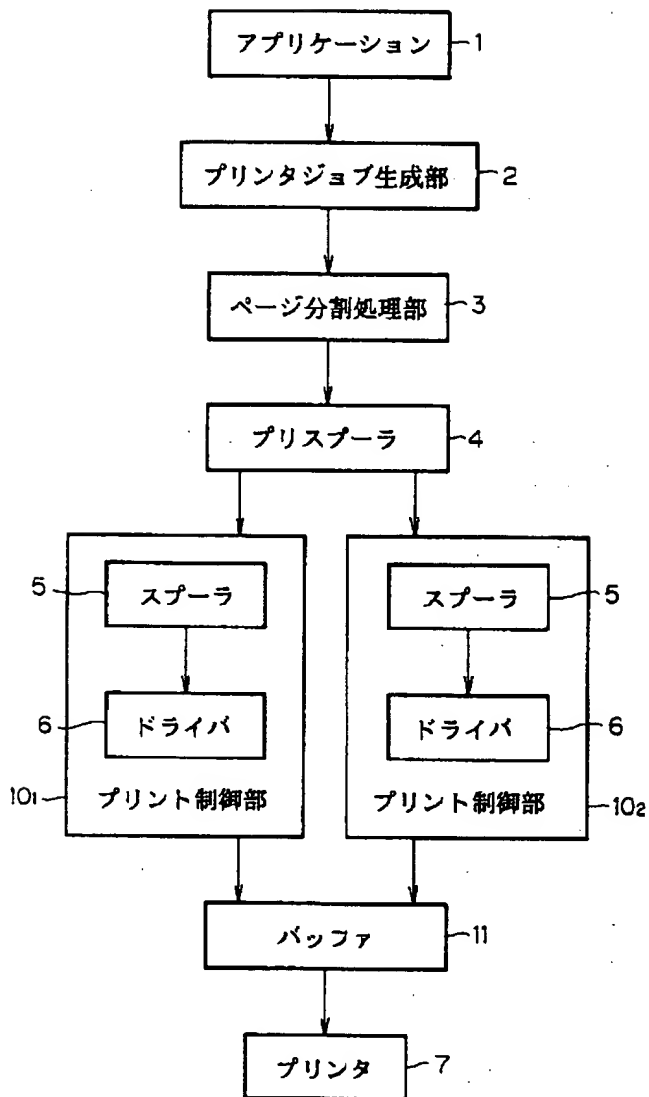 アプリケーション 1
プリンタジョブ生成部 2
ページ分割処理部 3
プリスプーラ 4
5 スプーラ
スプーラ 5
6 ドライバ
ドライバ 6
10₁ プリント制御部
プリント制御部 10₂
バッファ 11
プリンタ 7